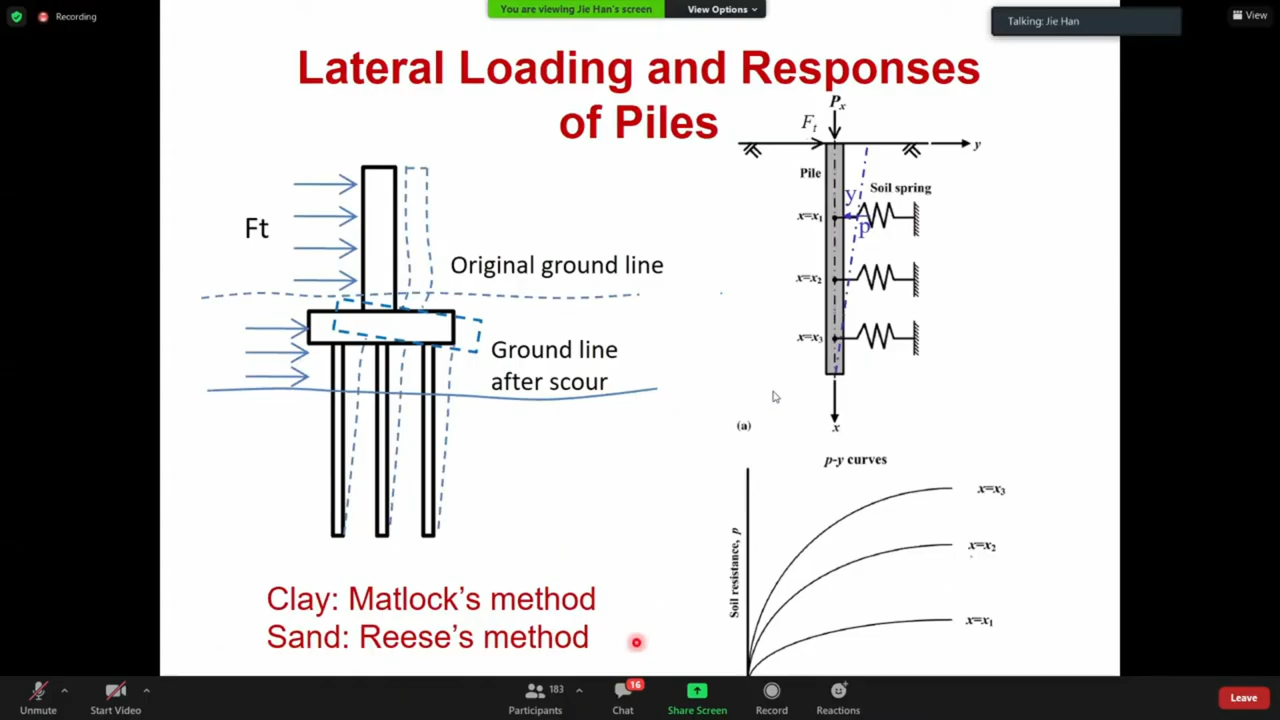 Recording
You are viewing Jie Han's screen
View Options
Talking: Jie Han
View
Lateral Loading and Responses
of Piles
Ft
Original ground line
Ground line
after scour
Clay: Matlock's method
Sand: Reese's method
Px
Ft
y
Pile
Soil spring
y
x=x1
p
x=x2
x=x3
(a)
x
p-y curves
x=x3
x=x2
x=x1
Soil resistance, p
Unmute
Start Video
183
Participants
16
Chat
Share Screen
Record
Reactions
Leave